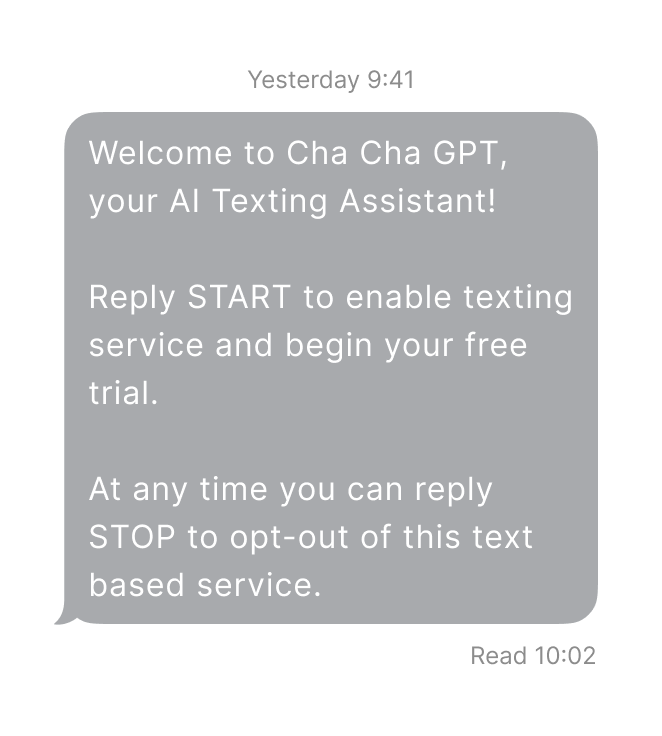 Yesterday 9:41
Welcome to Cha Cha GPT,
your AI Texting Assistant!
Reply START to enable texting
service and begin your free
trial.
At any time you can reply
STOP to opt-out of this text
based service.
Read 10:02